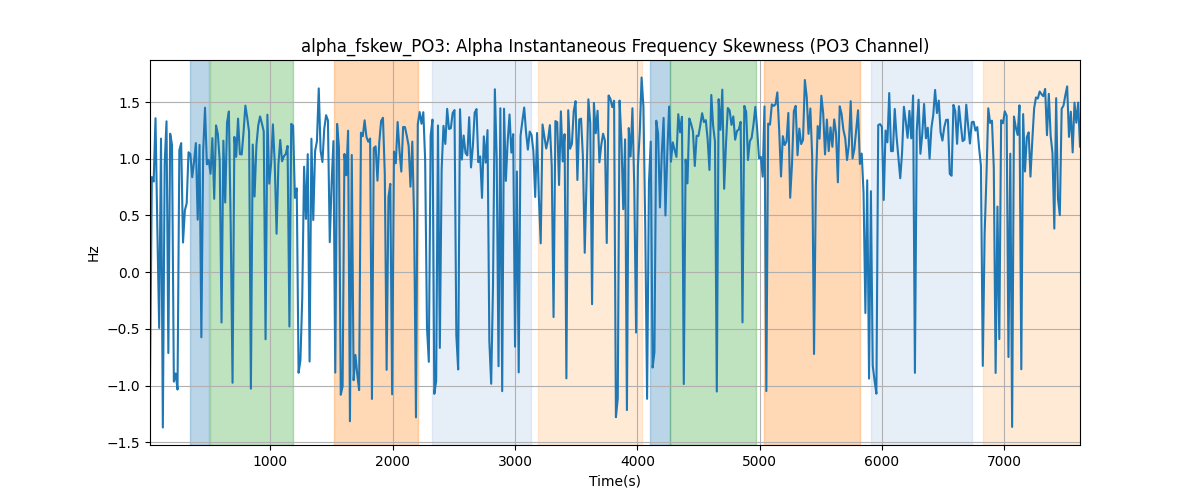 alpha_fskew_PO3: Alpha Instantaneous Frequency Skewness (PO3 Channel)
1.5
1.0
0.5
0.0
−0.5
−1.0
−1.5
Hz
1000 2000 3000 4000 5000 6000 7000
Time(s)